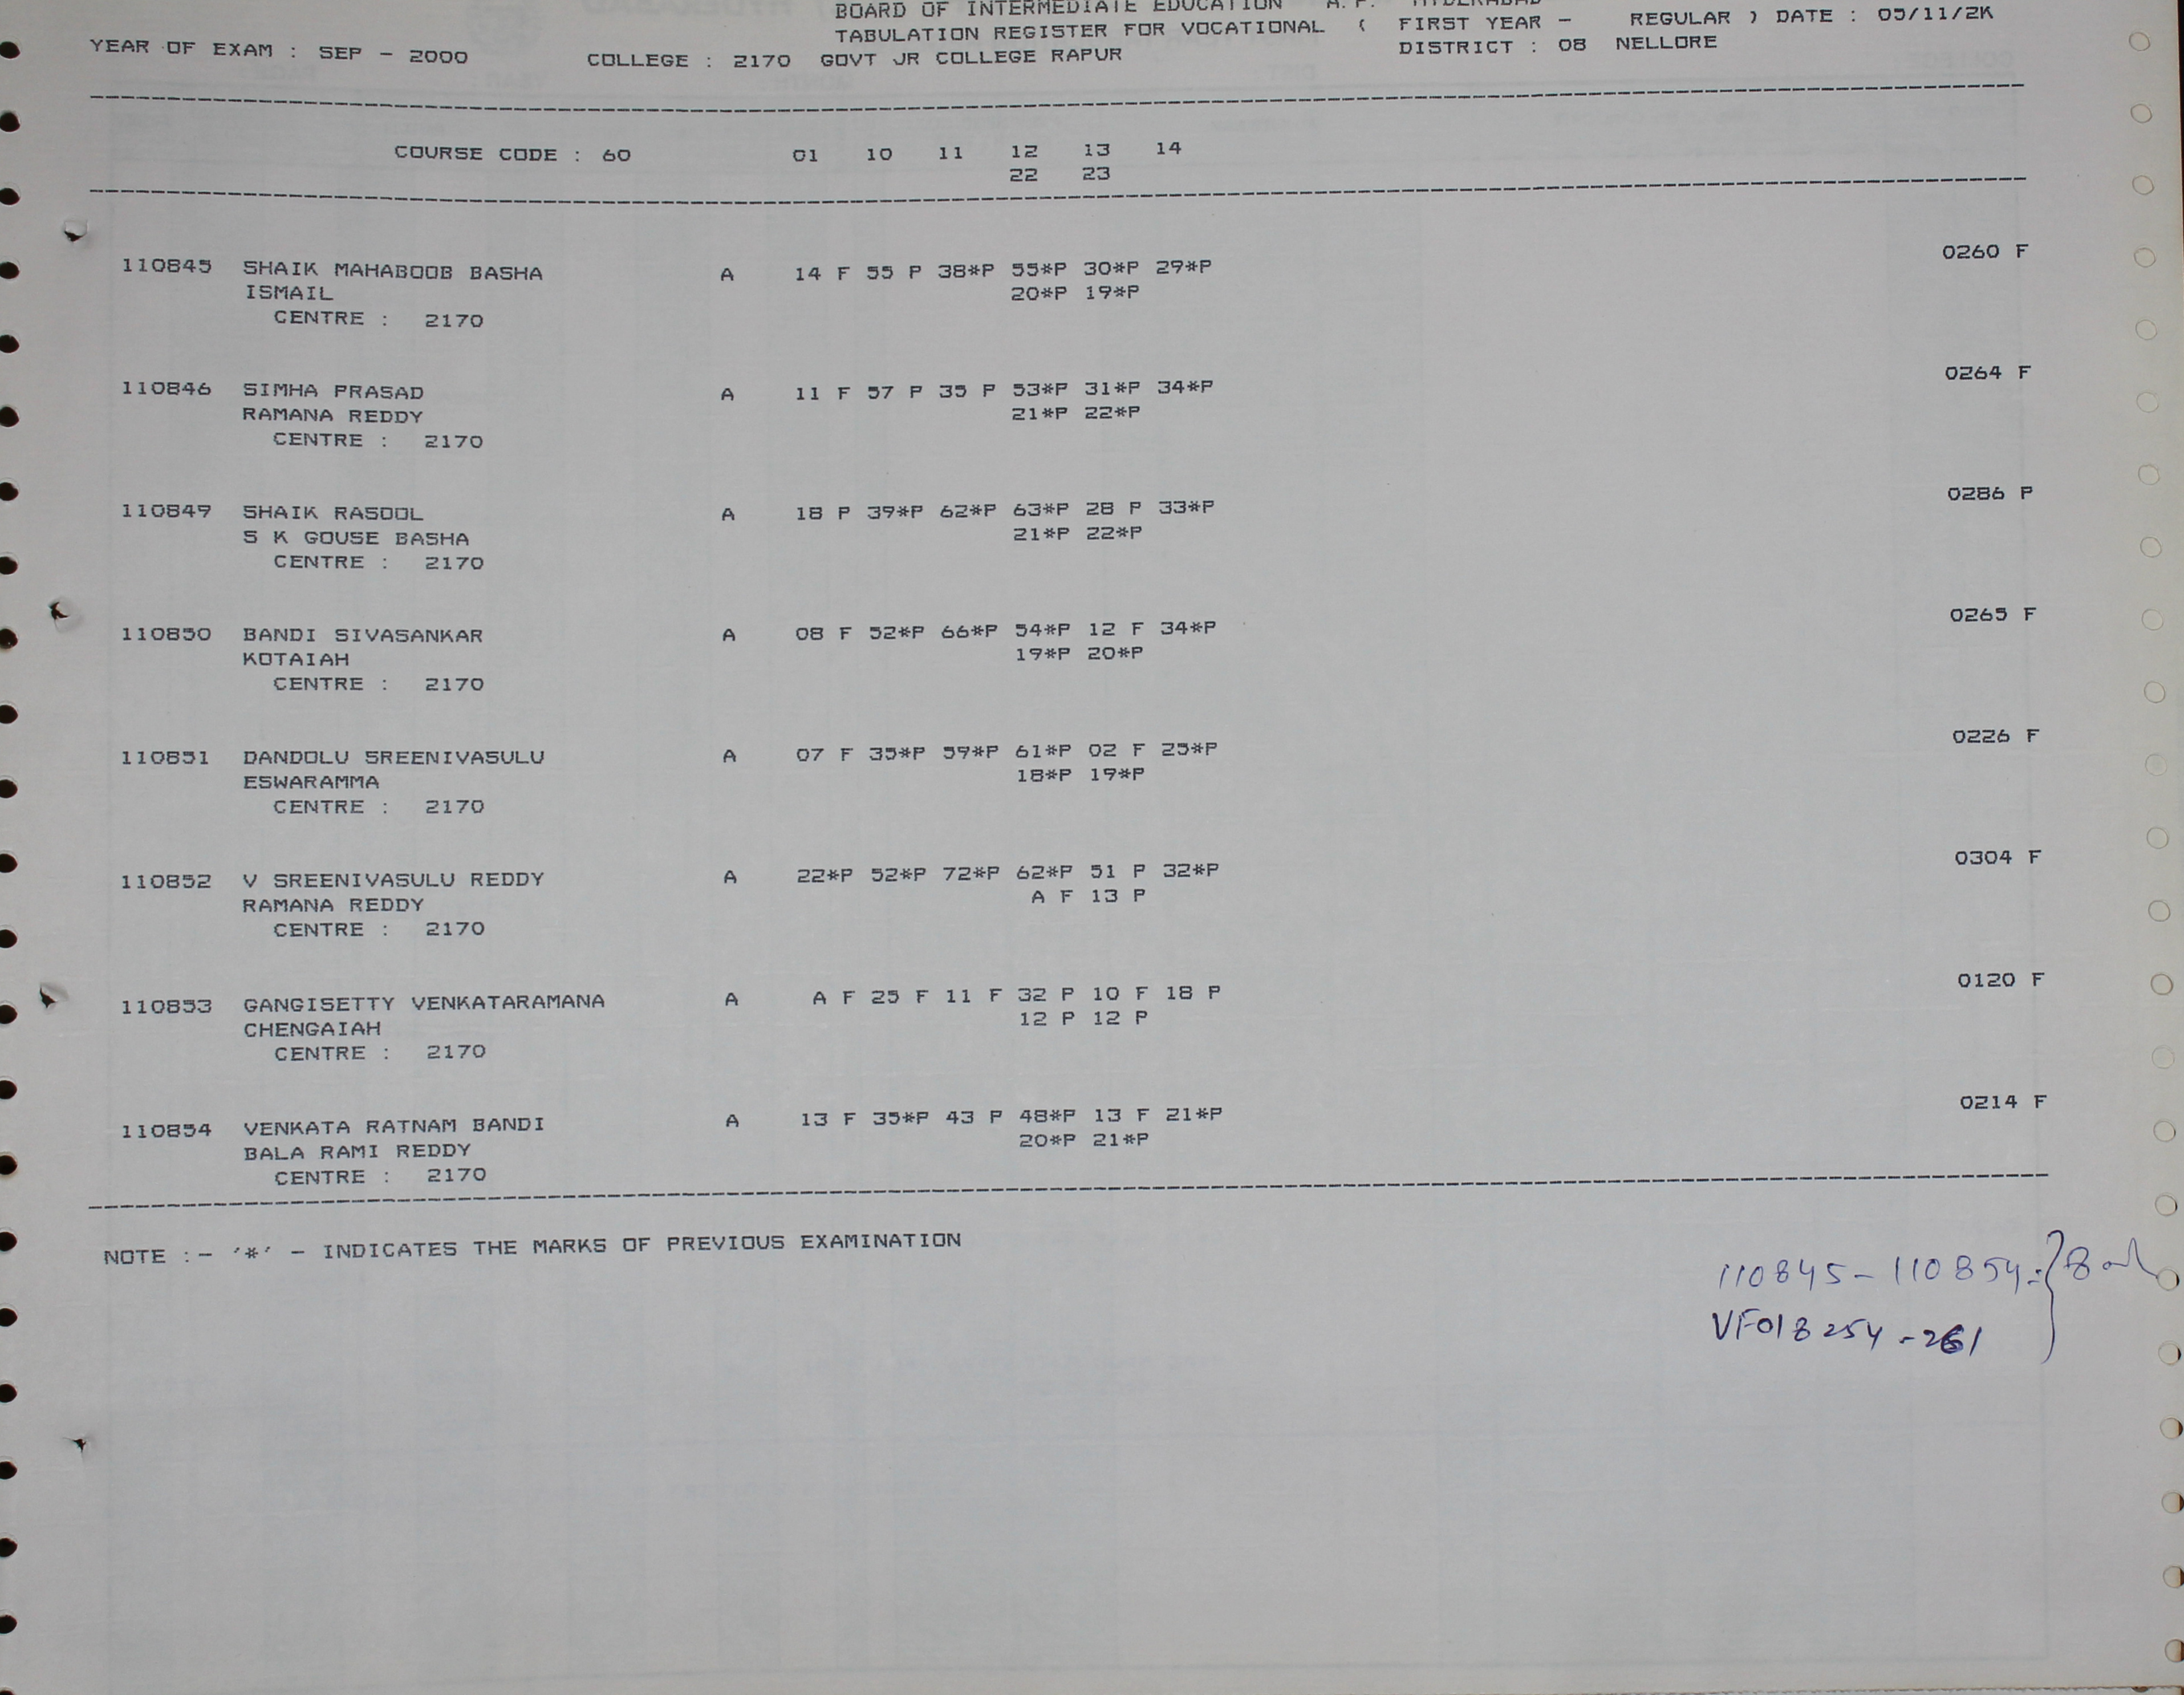 BOARD OF INTERMEDIATE EDUCATION A.P. HYDERABAD
TABULATION REGISTER FOR VOCATIONAL ( FIRST YEAR - REGULAR ) DATE : 05/11/2K
YEAR OF EXAM : SEP - 2000 COLLEGE : 2170 GOVT JR COLLEGE RAPUR DISTRICT : 08 NELLORE
COURSE CODE : 60 01 10 11 12 13 14
22 23
110845 SHAIK MAHABOOB BASHA A 14 F 55 P 38*P 55*P 30*P 29*P 0260 F
ISMAIL 20*P 19*P
CENTRE : 2170
110846 SIMHA PRASAD A 11 F 57 P 35 P 53*P 31*P 34*P 0264 F
RAMANA REDDY 21*P 22*P
CENTRE : 2170
110849 SHAIK RASOOL A 18 P 39*P 62*P 63*P 28 P 33*P 0286 P
S K GOUSE BASHA 21*P 22*P
CENTRE : 2170
110850 BANDI SIVASANKAR A 08 F 52*P 66*P 54*P 12 F 34*P 0265 F
KOTAIAH 19*P 20*P
CENTRE : 2170
110851 DANDOLU SREENIVASULU A 07 F 35*P 59*P 61*P 02 F 25*P 0226 F
ESWARAMMA 18*P 19*P
CENTRE : 2170
110852 V SREENIVASULU REDDY A 22*P 52*P 72*P 62*P 51 P 32*P 0304 F
RAMANA REDDY A F 13 P
CENTRE : 2170
110853 GANGISETTY VENKATARAMANA A A F 25 F 11 F 32 P 10 F 18 P 0120 F
CHENGAIAH 12 P 12 P
CENTRE : 2170
110854 VENKATA RATNAM BANDI A 13 F 35*P 43 P 48*P 13 F 21*P 0214 F
BALA RAMI REDDY 20*P 21*P
CENTRE : 2170
NOTE :- '*' - INDICATES THE MARKS OF PREVIOUS EXAMINATION
110845-110854:} 8
VF018254-261